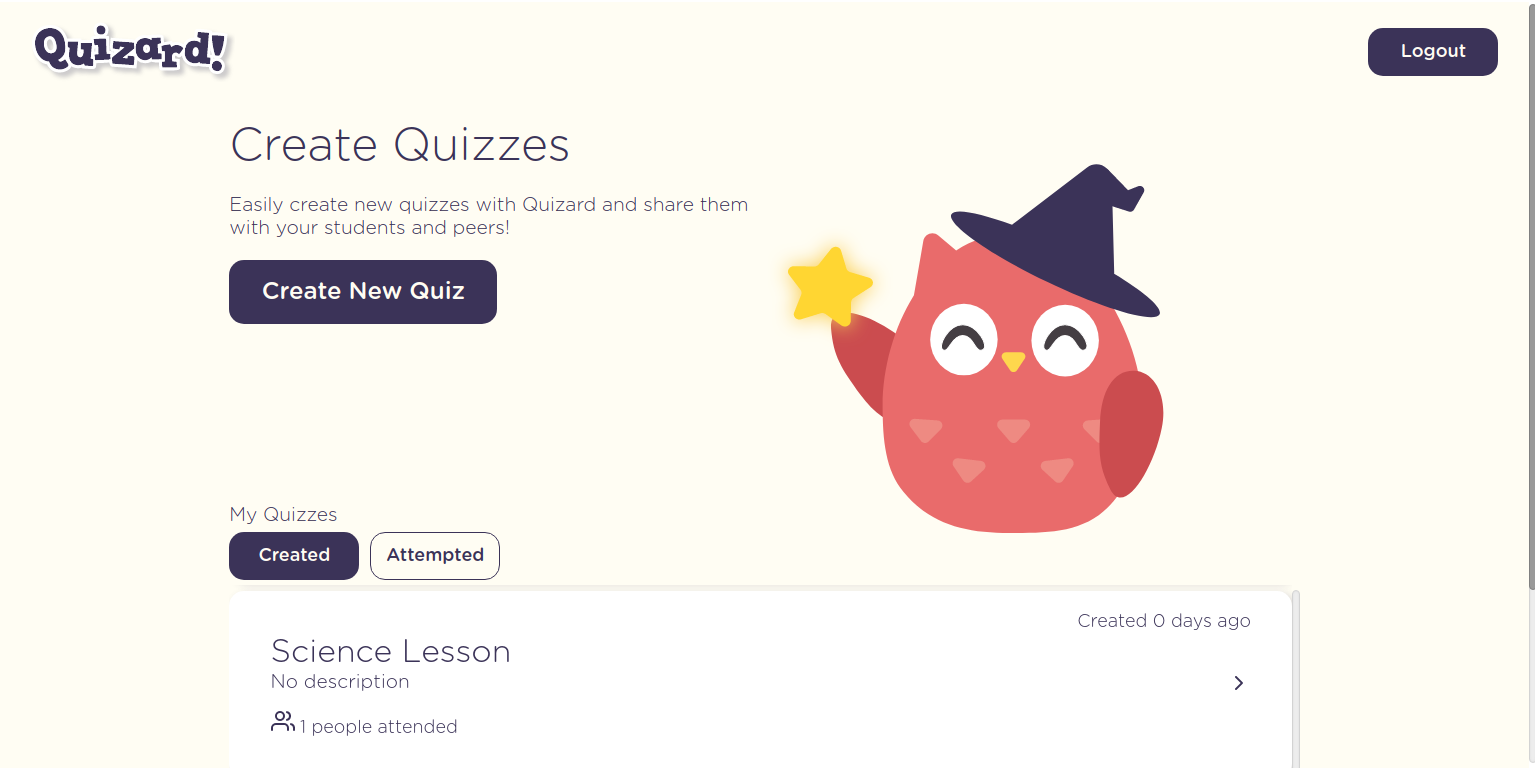 Quizard!
Logout
Create Quizzes
Easily create new quizzes with Quizard and share them
with your students and peers!
Create New Quiz
My Quizzes
Created
Attempted
Created 0 days ago
Science Lesson
No description
1 people attended